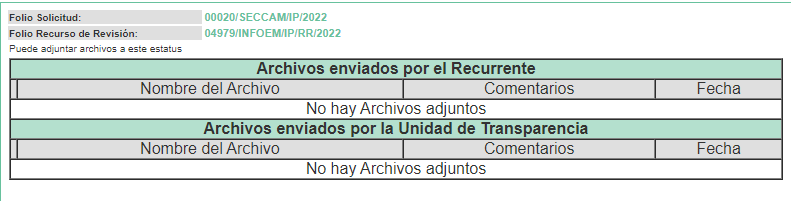 Folio Solicitud: 00020/SECCAM/IP/2022
Folio Recurso de Revisión: 04979/INFOEM/IP/RR/2022
Puede adjuntar archivos a este estatus
Archivos enviados por el Recurrente
Nombre del Archivo Comentarios Fecha
No hay Archivos adjuntos
Archivos enviados por la Unidad de Transparencia
Nombre del Archivo Comentarios Fecha
No hay Archivos adjuntos